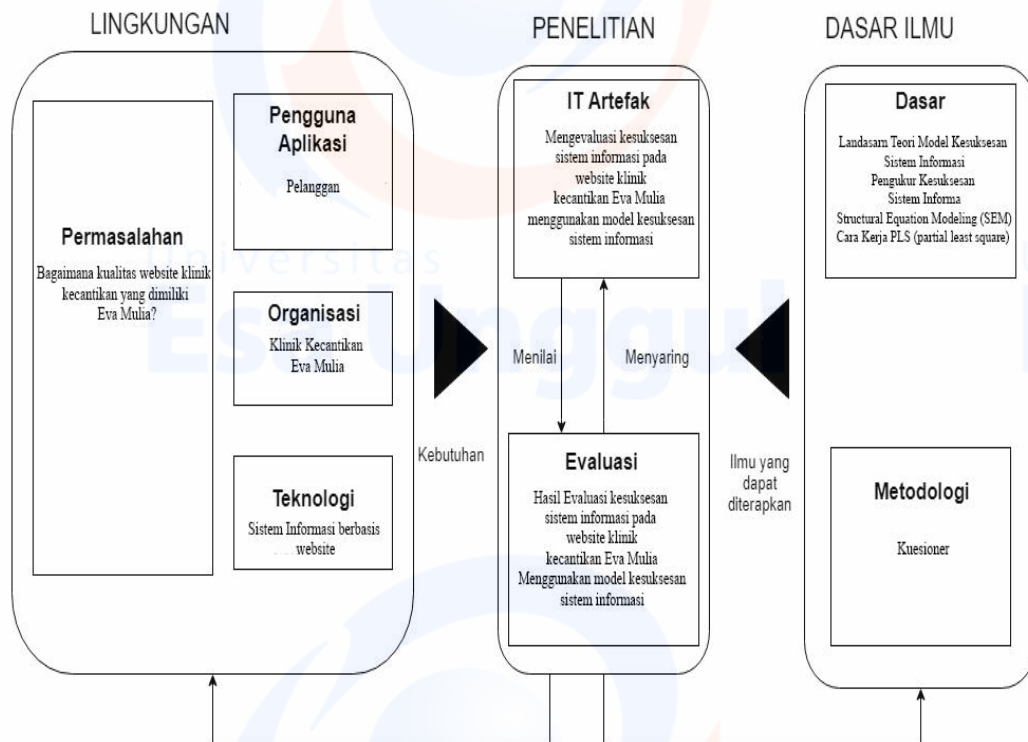 LINGKUNGAN
Permasalahan
Bagaimana kualitas website klinik
kecantikan yang dimiliki
Eva Mulia?
Pengguna
Aplikasi
Pelanggan
Organisasi
Klinik Kecantikan
Eva Mulia
Teknologi
Sistem Informasi berbasis
website
Kebutuhan
PENELITIAN
IT Artefak
Mengevaluasi kesuksesan
sistem informasi pada
website klinik
kecantikan Eva Mulia
menggunakan model kesuksesan
sistem informasi
Menilai
Menyaring
Evaluasi
Hasil Evaluasi kesuksesan
sistem informasi pada
website klinik
kecantikan Eva Mulia
Menggunakan model kesuksesan
sistem informasi
Ilmu yang
dapat
diterapkan
DASAR ILMU
Dasar
Landasarn Teori Model Kesuksesan
Sistem Informasi
Pengukur Kesuksesan
Sistem Informa
Structural Equation Modeling (SEM)
Cara Kerja PLS (partial least square)
Metodologi
Kuesioner
Universitas
Esa Unggul